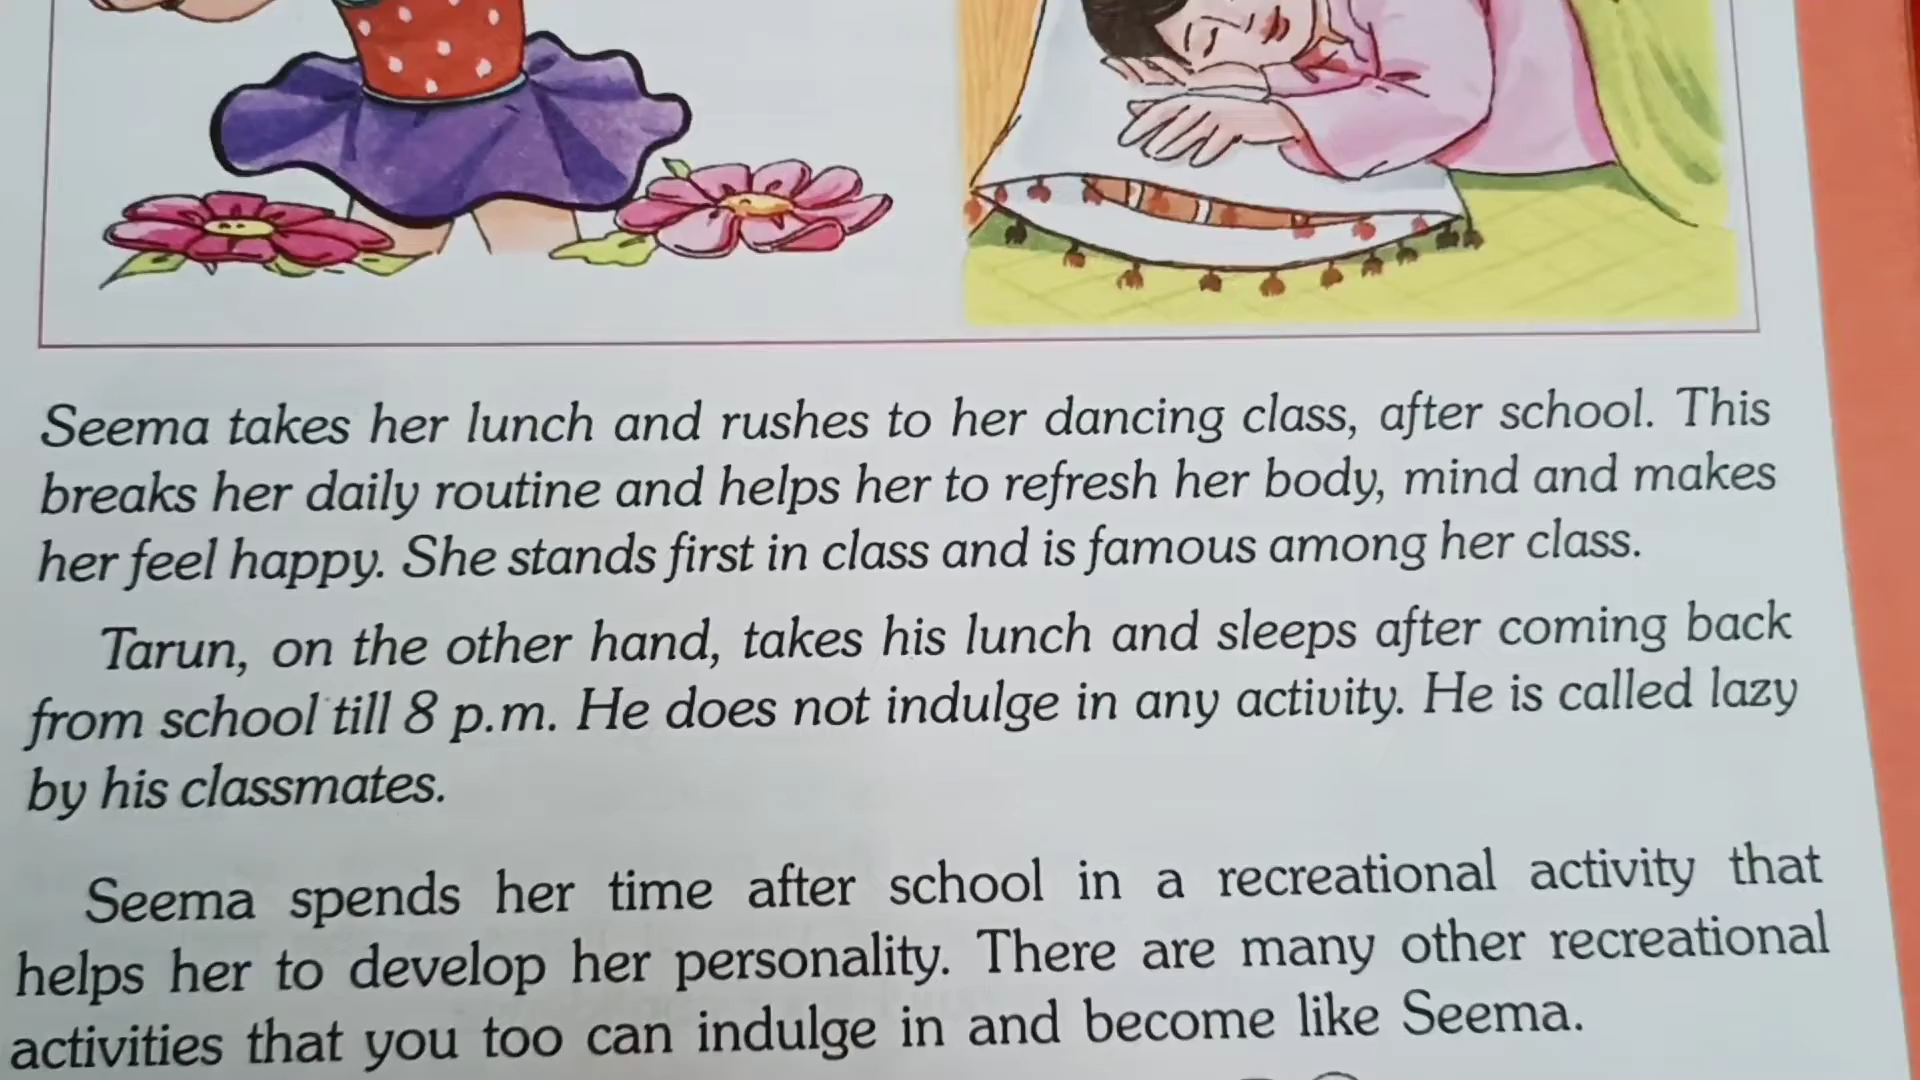 Seema takes her lunch and rushes to her dancing class, after school. This
breaks her daily routine and helps her to refresh her body, mind and makes
her feel happy. She stands first in class and is famous among her class.
Tarun, on the other hand, takes his lunch and sleeps after coming back
from school till 8 p.m. He does not indulge in any activity. He is called lazy
by his classmates.
Seema spends her time after school in a recreational activity that
helps her to develop her personality. There are many other recreational
activities that you too can indulge in and become like Seema.